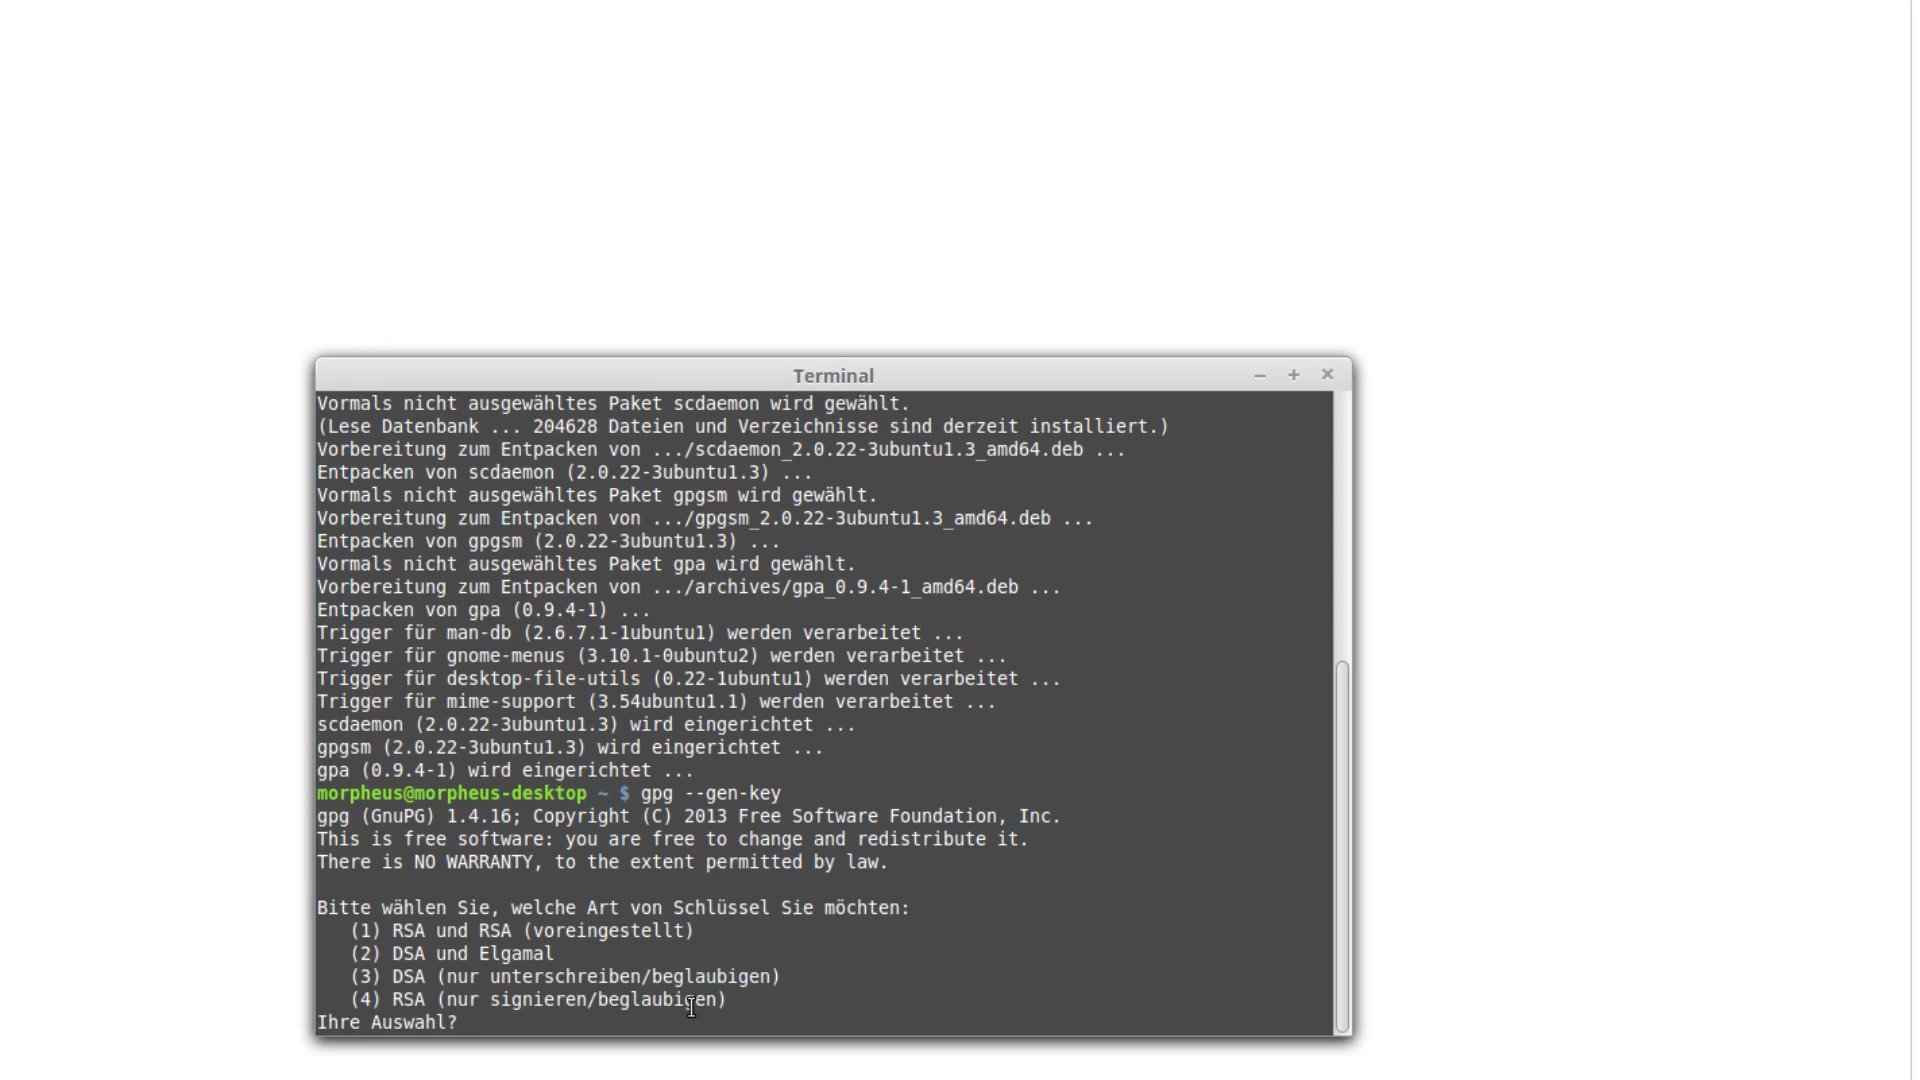 Terminal
Vormals nicht ausgewähltes Paket scdaemon wird gewählt.
(Lese Datenbank ... 204628 Dateien und Verzeichnisse sind derzeit installiert.)
Vorbereitung zum Entpacken von .../scdaemon_2.0.22-3ubuntu1.3_amd64.deb ...
Entpacken von scdaemon (2.0.22-3ubuntu1.3) ...
Vormals nicht ausgewähltes Paket gpgsm wird gewählt.
Vorbereitung zum Entpacken von .../gpgsm_2.0.22-3ubuntu1.3_amd64.deb ...
Entpacken von gpgsm (2.0.22-3ubuntu1.3) ...
Vormals nicht ausgewähltes Paket gpa wird gewählt.
Vorbereitung zum Entpacken von .../archives/gpa_0.9.4-1_amd64.deb ...
Entpacken von gpa (0.9.4-1) ...
Trigger für man-db (2.6.7.1-1ubuntu1) werden verarbeitet ...
Trigger für gnome-menus (3.10.1-0ubuntu2) werden verarbeitet ...
Trigger für desktop-file-utils (0.22-1ubuntu1) werden verarbeitet ...
Trigger für mime-support (3.54ubuntu1.1) werden verarbeitet ...
scdaemon (2.0.22-3ubuntu1.3) wird eingerichtet ...
gpgsm (2.0.22-3ubuntu1.3) wird eingerichtet ...
gpa (0.9.4-1) wird eingerichtet ...
morpheus@morpheus-desktop ~ $ gpg --gen-key
gpg (GnuPG) 1.4.16; Copyright (C) 2013 Free Software Foundation, Inc.
This is free software: you are free to change and redistribute it.
There is NO WARRANTY, to the extent permitted by law.
Bitte wählen Sie, welche Art von Schlüssel Sie möchten:
(1) RSA und RSA (voreingestellt)
(2) DSA und Elgamal
(3) DSA (nur unterschreiben/beglaubigen)
(4) RSA (nur signieren/beglaubigen)
Ihre Auswahl?